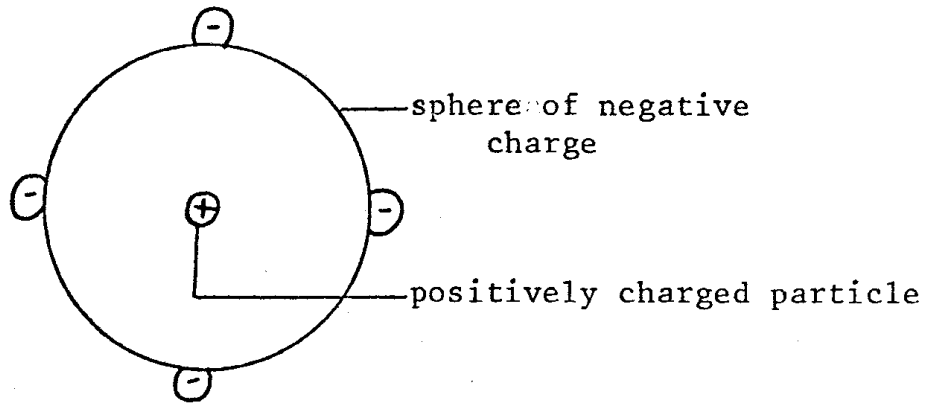 -
sphere of negative
charge
-
+
-
positively charged particle
-